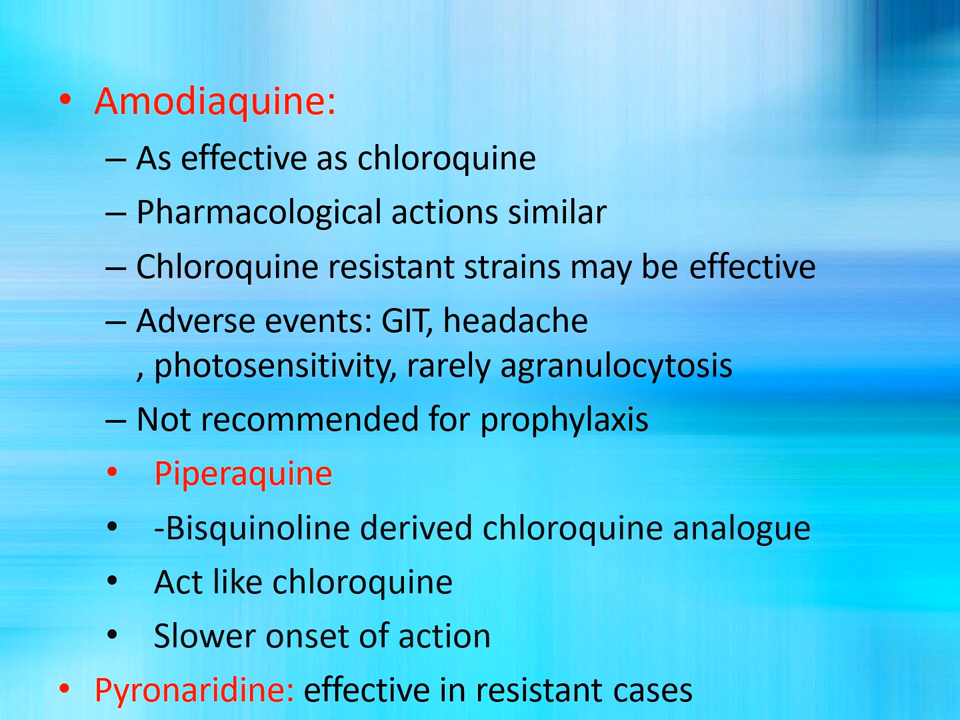 • Amodiaquine:
– As effective as chloroquine
– Pharmacological actions similar
– Chloroquine resistant strains may be effective
– Adverse events: GIT, headache
, photosensitivity, rarely agranulocytosis
– Not recommended for prophylaxis
• Piperaquine
• -Bisquinoline derived chloroquine analogue
• Act like chloroquine
• Slower onset of action
• Pyronaridine: effective in resistant cases